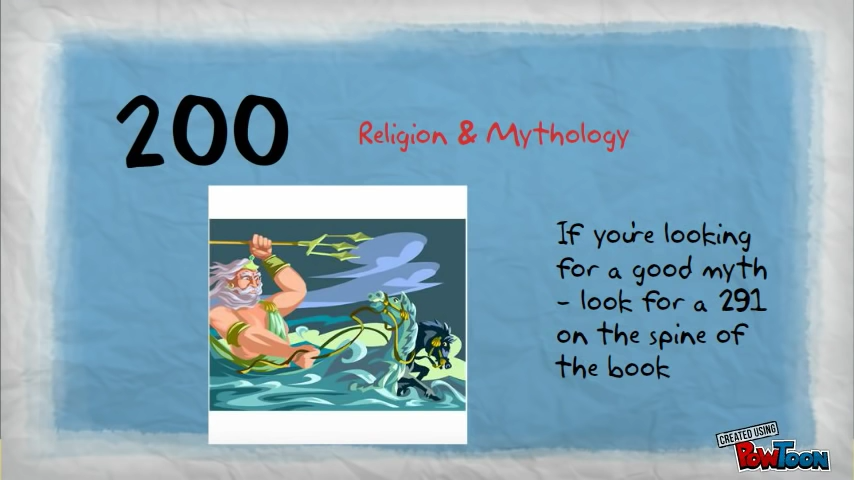 200
Religion & Mythology
If you're looking
for a good myth
- look for a 291
on the spine of
the book
CREATED USING
POWTOON